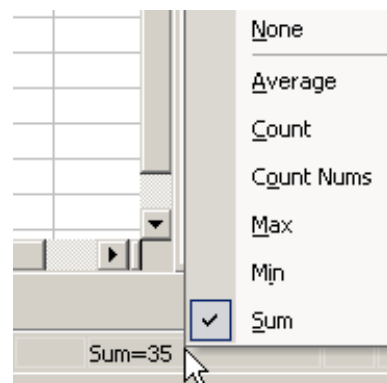 None
Average
Count
Count Nums
Max
Min
Sum
Sum=35